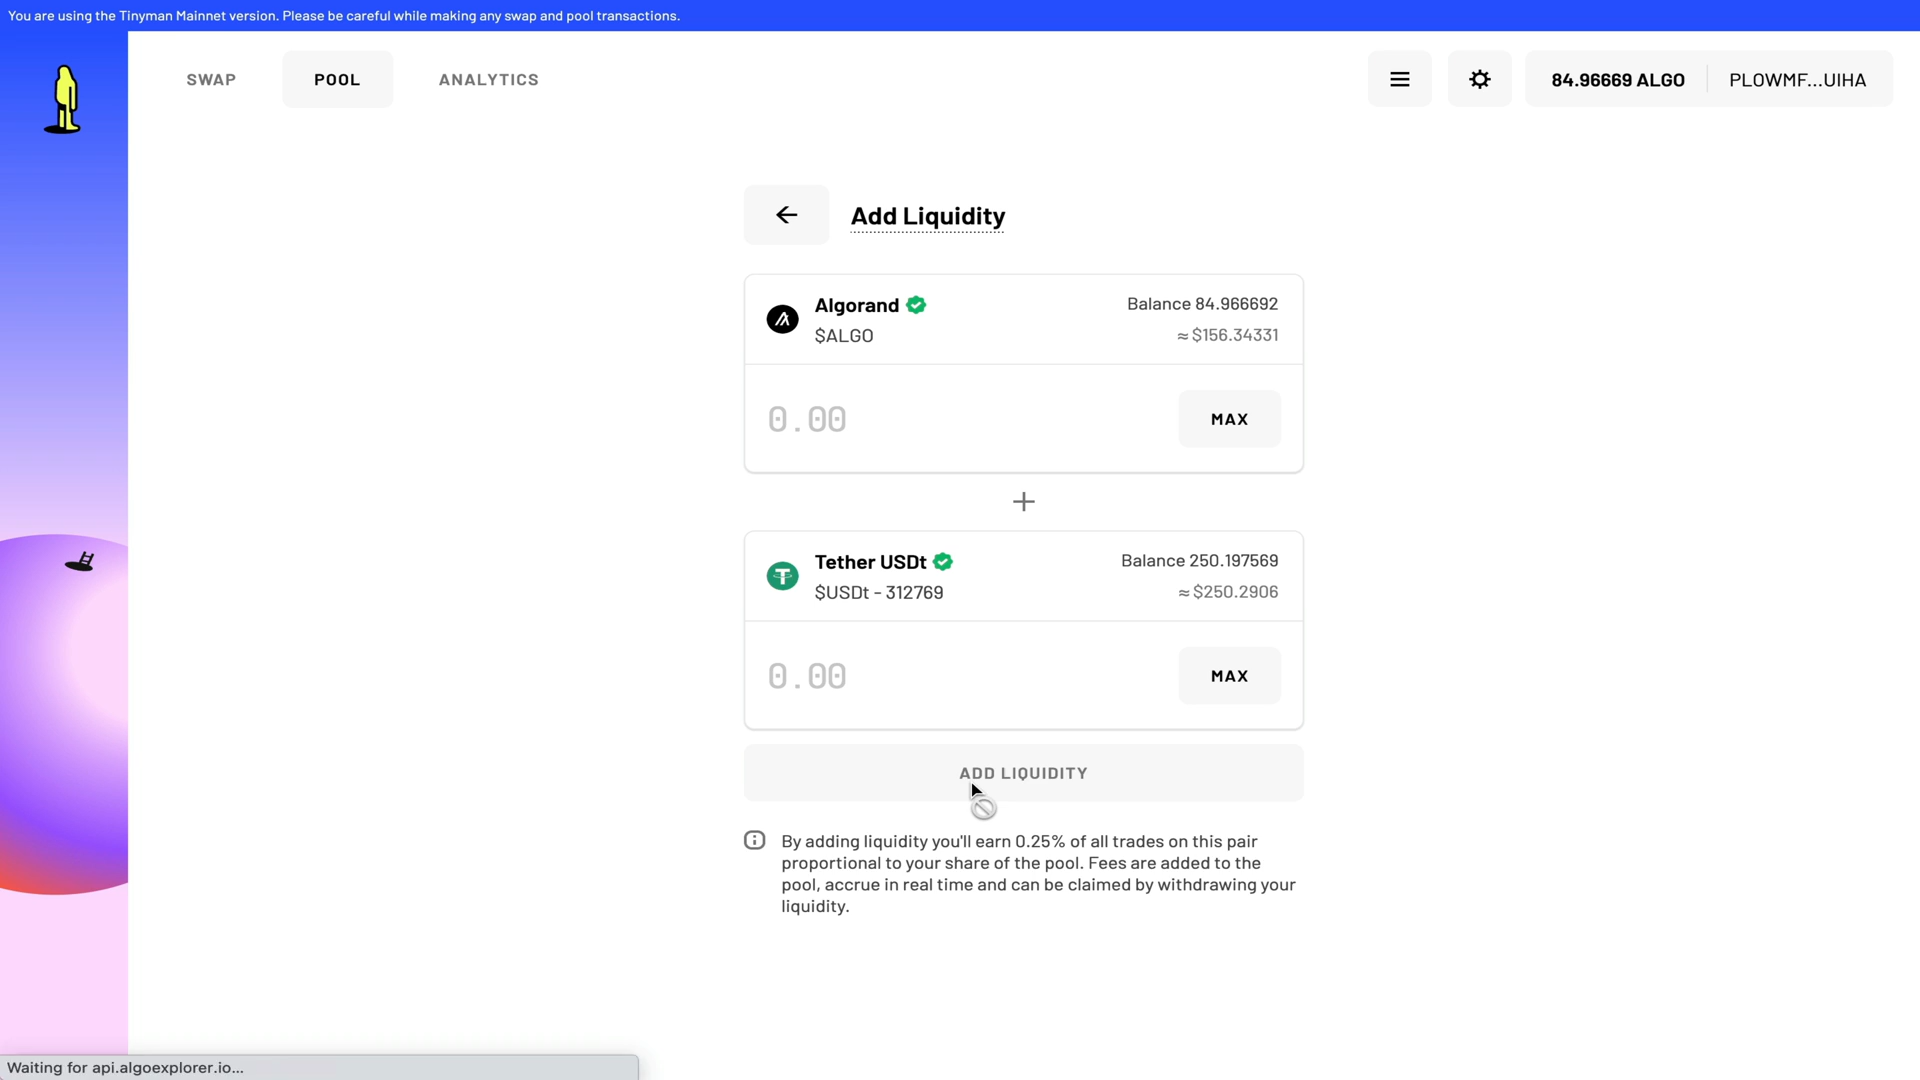 You are using the Tinyman Mainnet version. Please be careful while making any swap and pool transactions.
SWAP
POOL
ANALYTICS
84.96669 ALGO
PLOWMF...UIHA
Add Liquidity
Algorand
Balance 84.966692
$ALGO
≈ $156.34331
0.00
MAX
+
Tether USDt
Balance 250.197569
$USDt - 312769
≈ $250.2906
0.00
MAX
ADD LIQUIDITY
By adding liquidity you'll earn 0.25% of all trades on this pair
proportional to your share of the pool. Fees are added to the
pool, accrue in real time and can be claimed by withdrawing your
liquidity.
Waiting for api.algoexplorer.io...